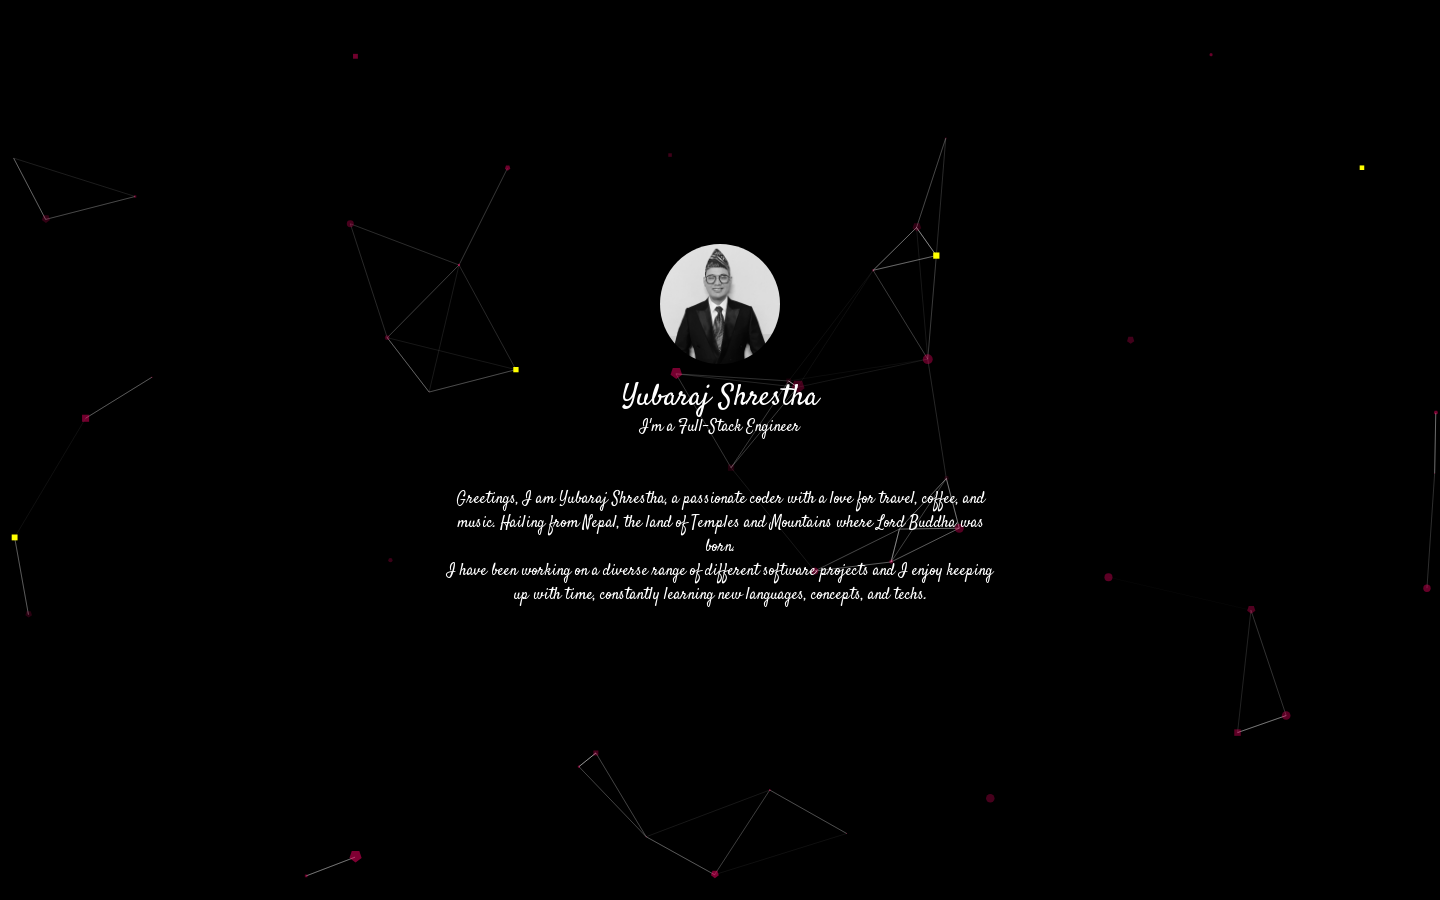 Yubaraj Shrestha
I'm a Full-Stack Engineer
Greetings, I am Yubaraj Shrestha, a passionate coder with a love for travel, coffee, and
music. Hailing from Nepal, the land of Temples and Mountains where Lord Buddha was
born.
I have been working on a diverse range of different software projects and I enjoy keeping
up with time, constantly learning new languages, concepts, and techs.